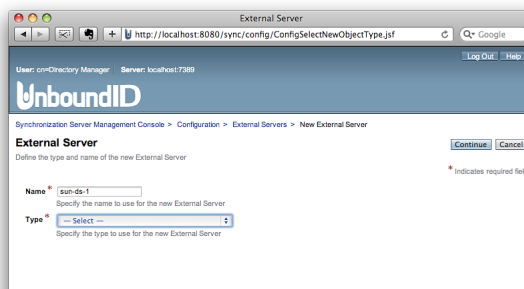 External Server
http://localhost:8080/sync/config/ConfigSelectNewObjectType.jsf
Google
Log Out Help
User: cn=Directory Manager Server: localhost:7389
UnboundID
Synchronization Server Management Console > Configuration > External Servers > New External Server
External Server
Continue Cancel
Define the type and name of the new External Server
* Indicates required fiel
Name * sun-ds-1
Specify the name to use for the new External Server
Type * — Select —
Specify the type to use for the new External Server